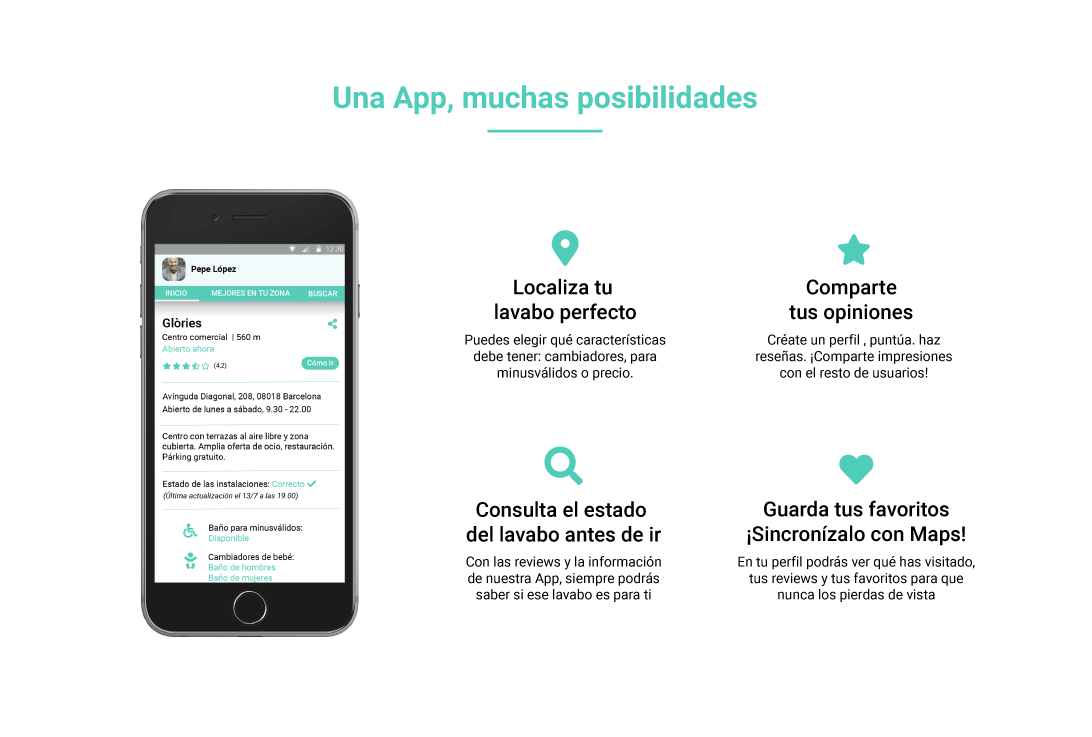 Una App, muchas posibilidades
12:30
Pepe López
INICIO MEJORES EN TU ZONA BUSCAR
Glòries
Centro comercial | 560 m
Abierto ahora
(4,2)
Cómo ir
Avinguda Diagonal, 208, 08018 Barcelona
Abierto de lunes a sábado, 9.30 - 22.00
Centro con terrazas al aire libre y zona
cubierta. Amplia oferta de ocio, restauración.
Párking gratuito.
Estado de las instalaciones: Correcto
(Última actualización el 13/7 a las 19.00)
Baño para minusválidos:
Disponible
Cambiadores de bebé:
Baño de hombres
Baño de mujeres
Localiza tu
lavabo perfecto
Puedes elegir qué características
debe tener: cambiadores, para
minusválidos o precio.
Comparte
tus opiniones
Créate un perfil , puntúa. haz
reseñas. ¡Comparte impresiones
con el resto de usuarios!
Consulta el estado
del lavabo antes de ir
Con las reviews y la información
de nuestra App, siempre podrás
saber si ese lavabo es para ti
Guarda tus favoritos
¡Sincronízalo con Maps!
En tu perfil podrás ver qué has visitado,
tus reviews y tus favoritos para que
nunca los pierdas de vista